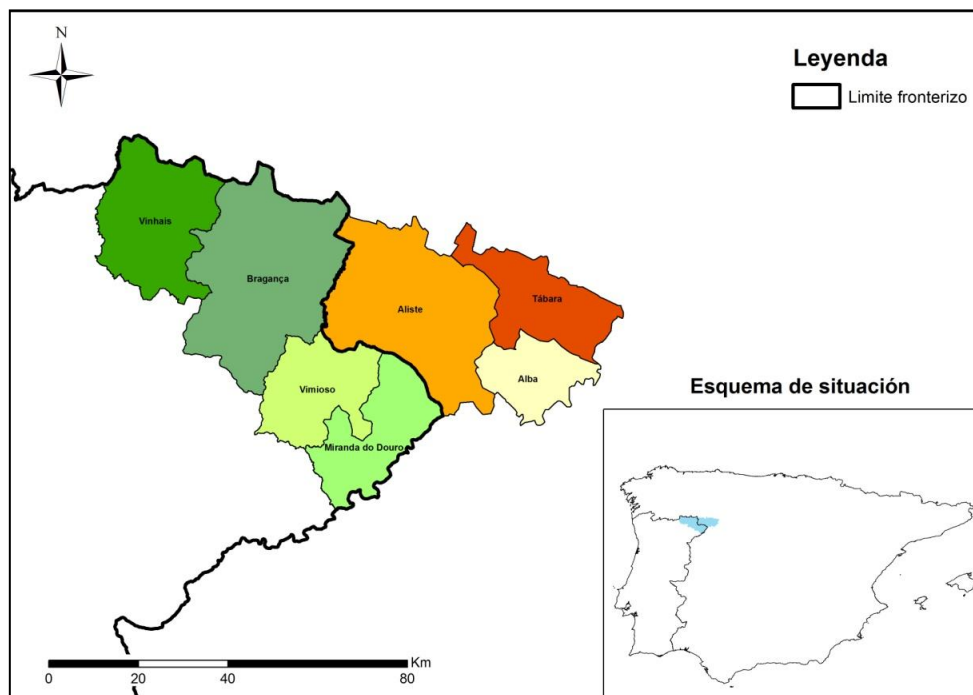 N
Leyenda
Limite fronterizo
Vinhais
Bragança
Aliste
Tábara
Alba
Vimioso
Miranda do Douro
Esquema de situación
Km
0 20 40 80